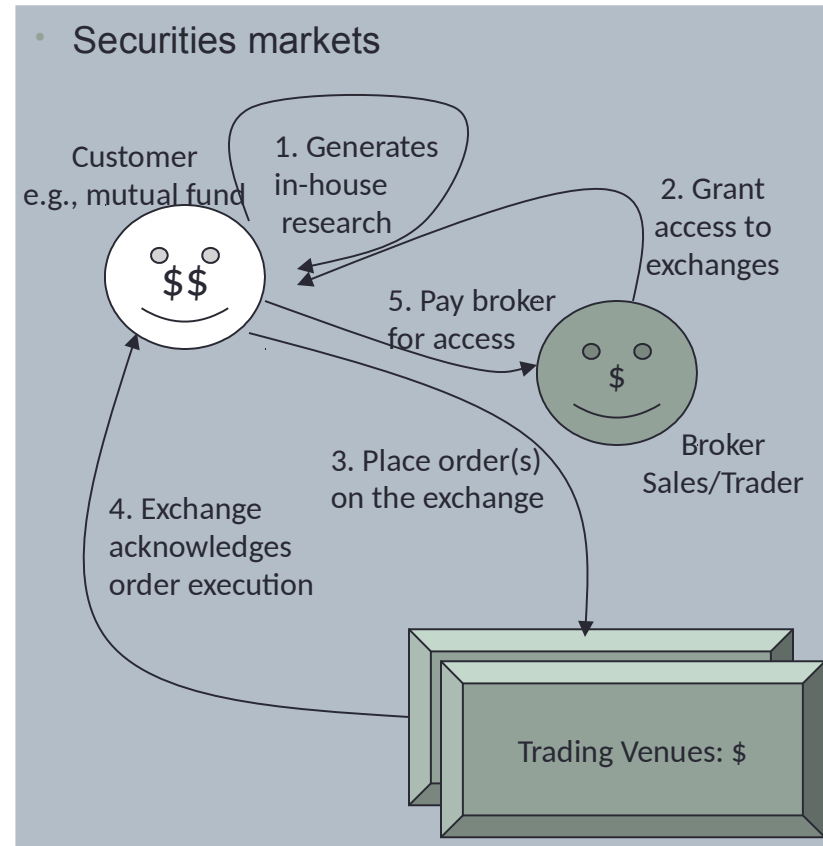 • Securities markets
Customer
e.g., mutual fund
1. Generates
in-house
research
2. Grant
access to
exchanges
$$
5. Pay broker
for access
$
Broker
Sales/Trader
3. Place order(s)
on the exchange
4. Exchange
acknowledges
order execution
Trading Venues: $